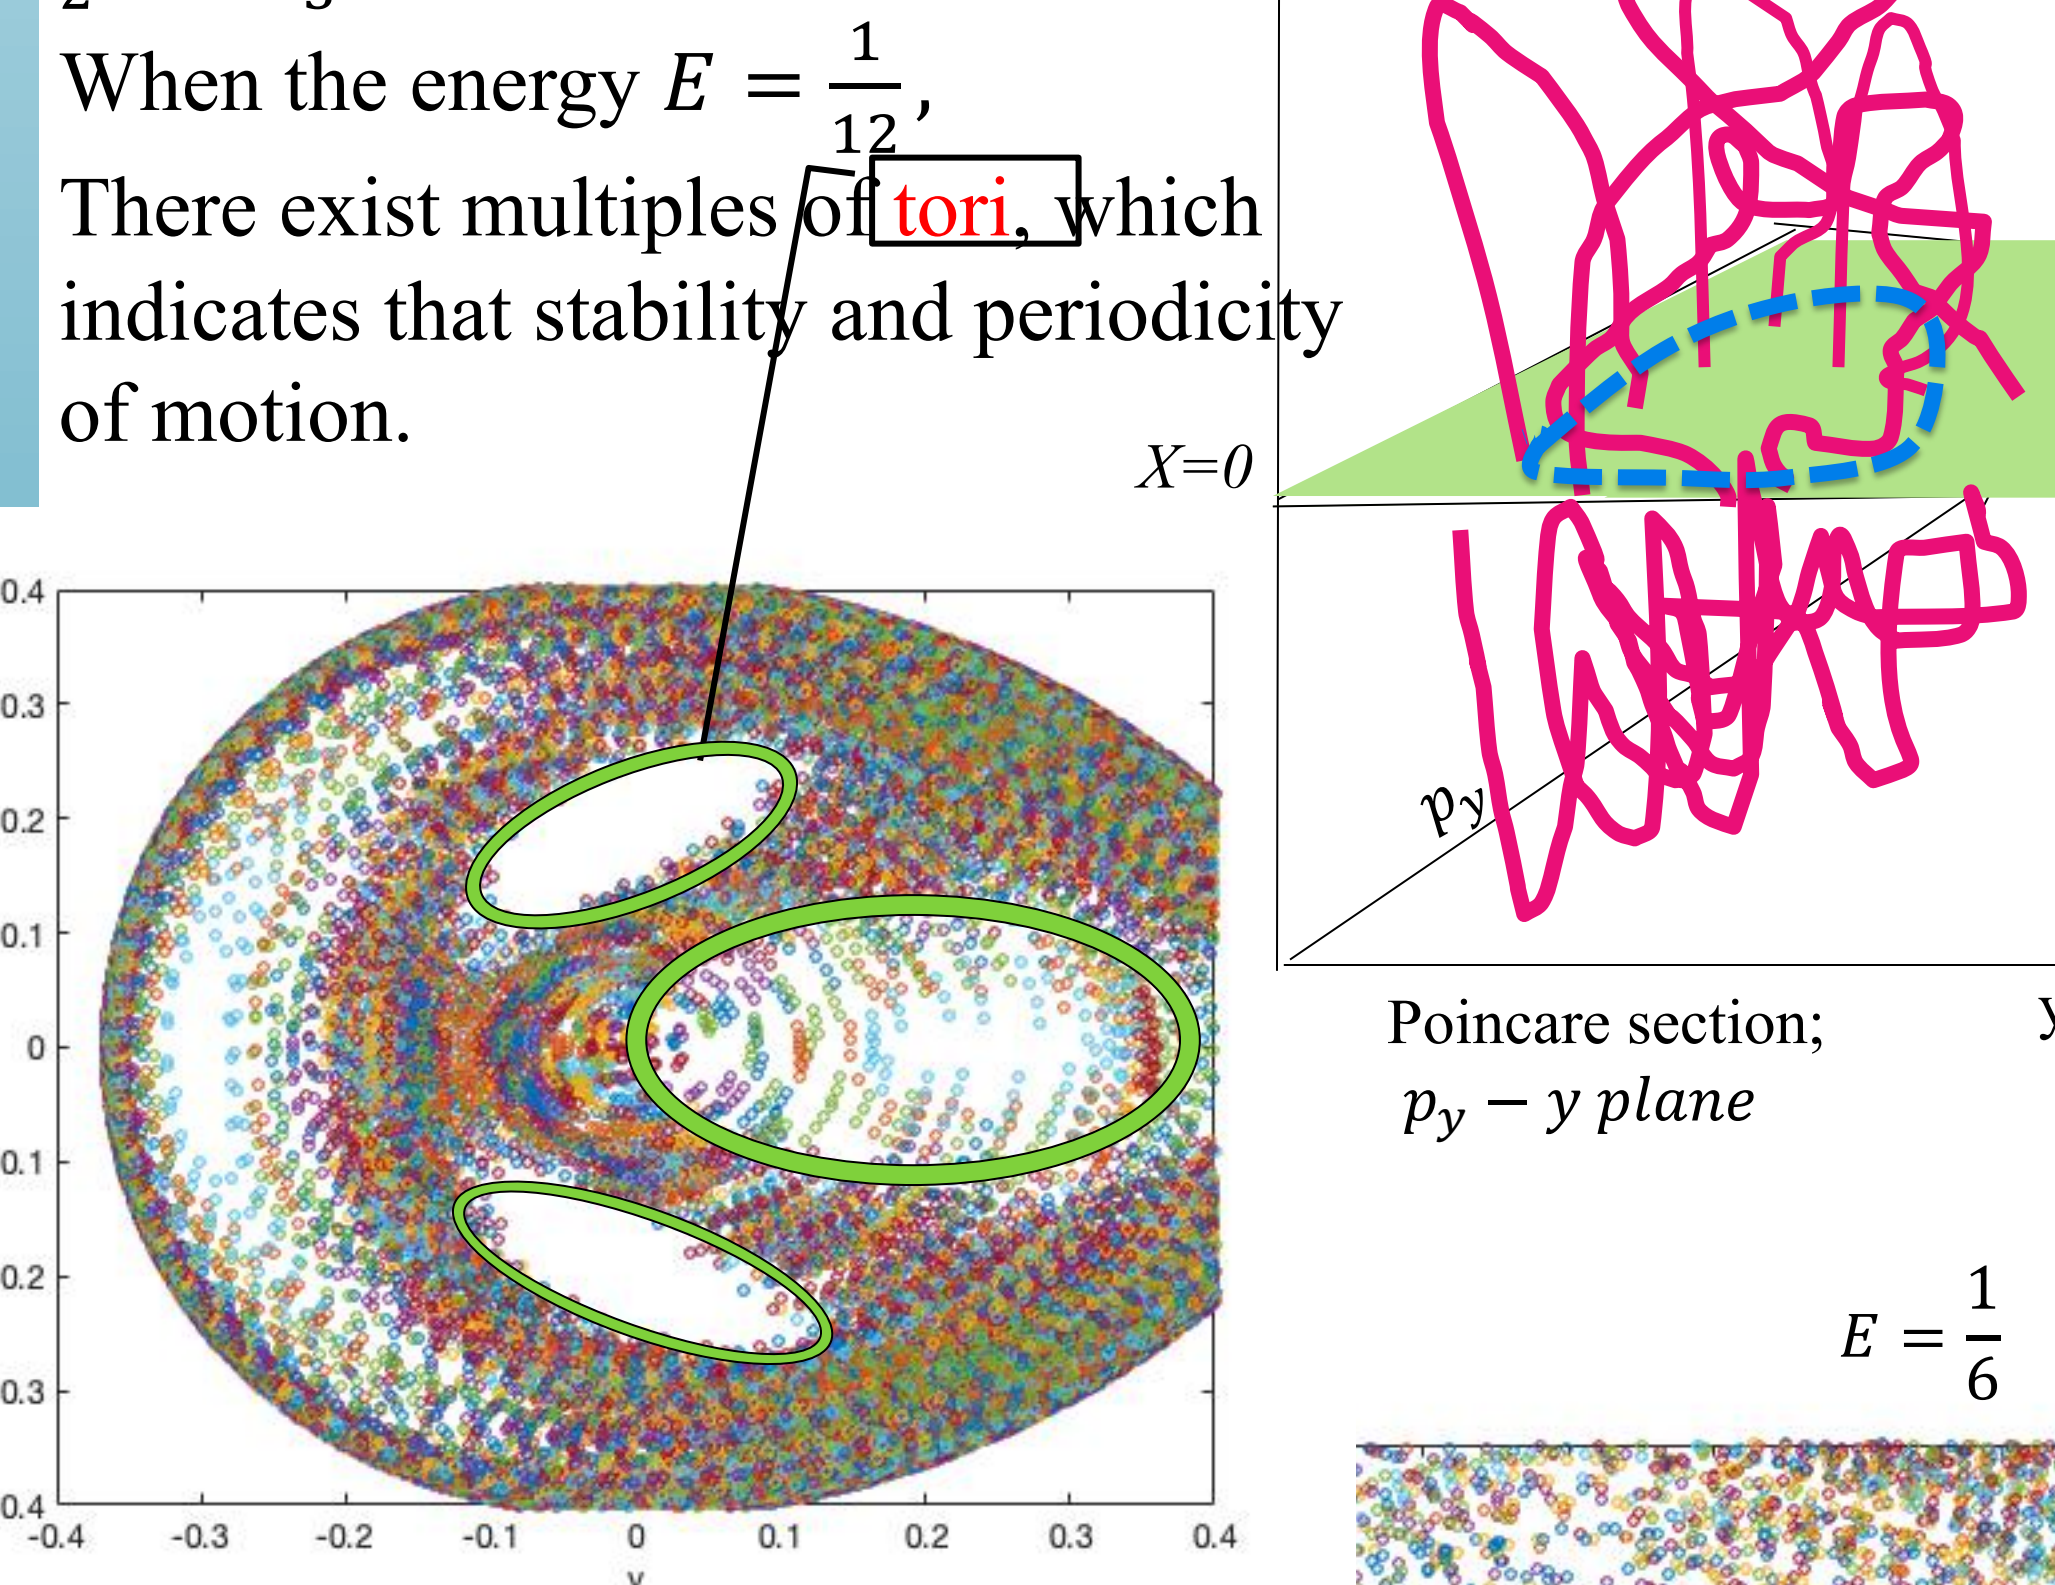 When the energy E = 1/12,
There exist multiples of tori, which
indicates that stability and periodicity
of motion.
X=0
p_y
Poincare section;
p_y − y plane
y
E = 1/6
0.4
0.3
0.2
0.1
0
0.1
0.2
0.3
0.4
-0.4 -0.3 -0.2 -0.1 0 0.1 0.2 0.3 0.4